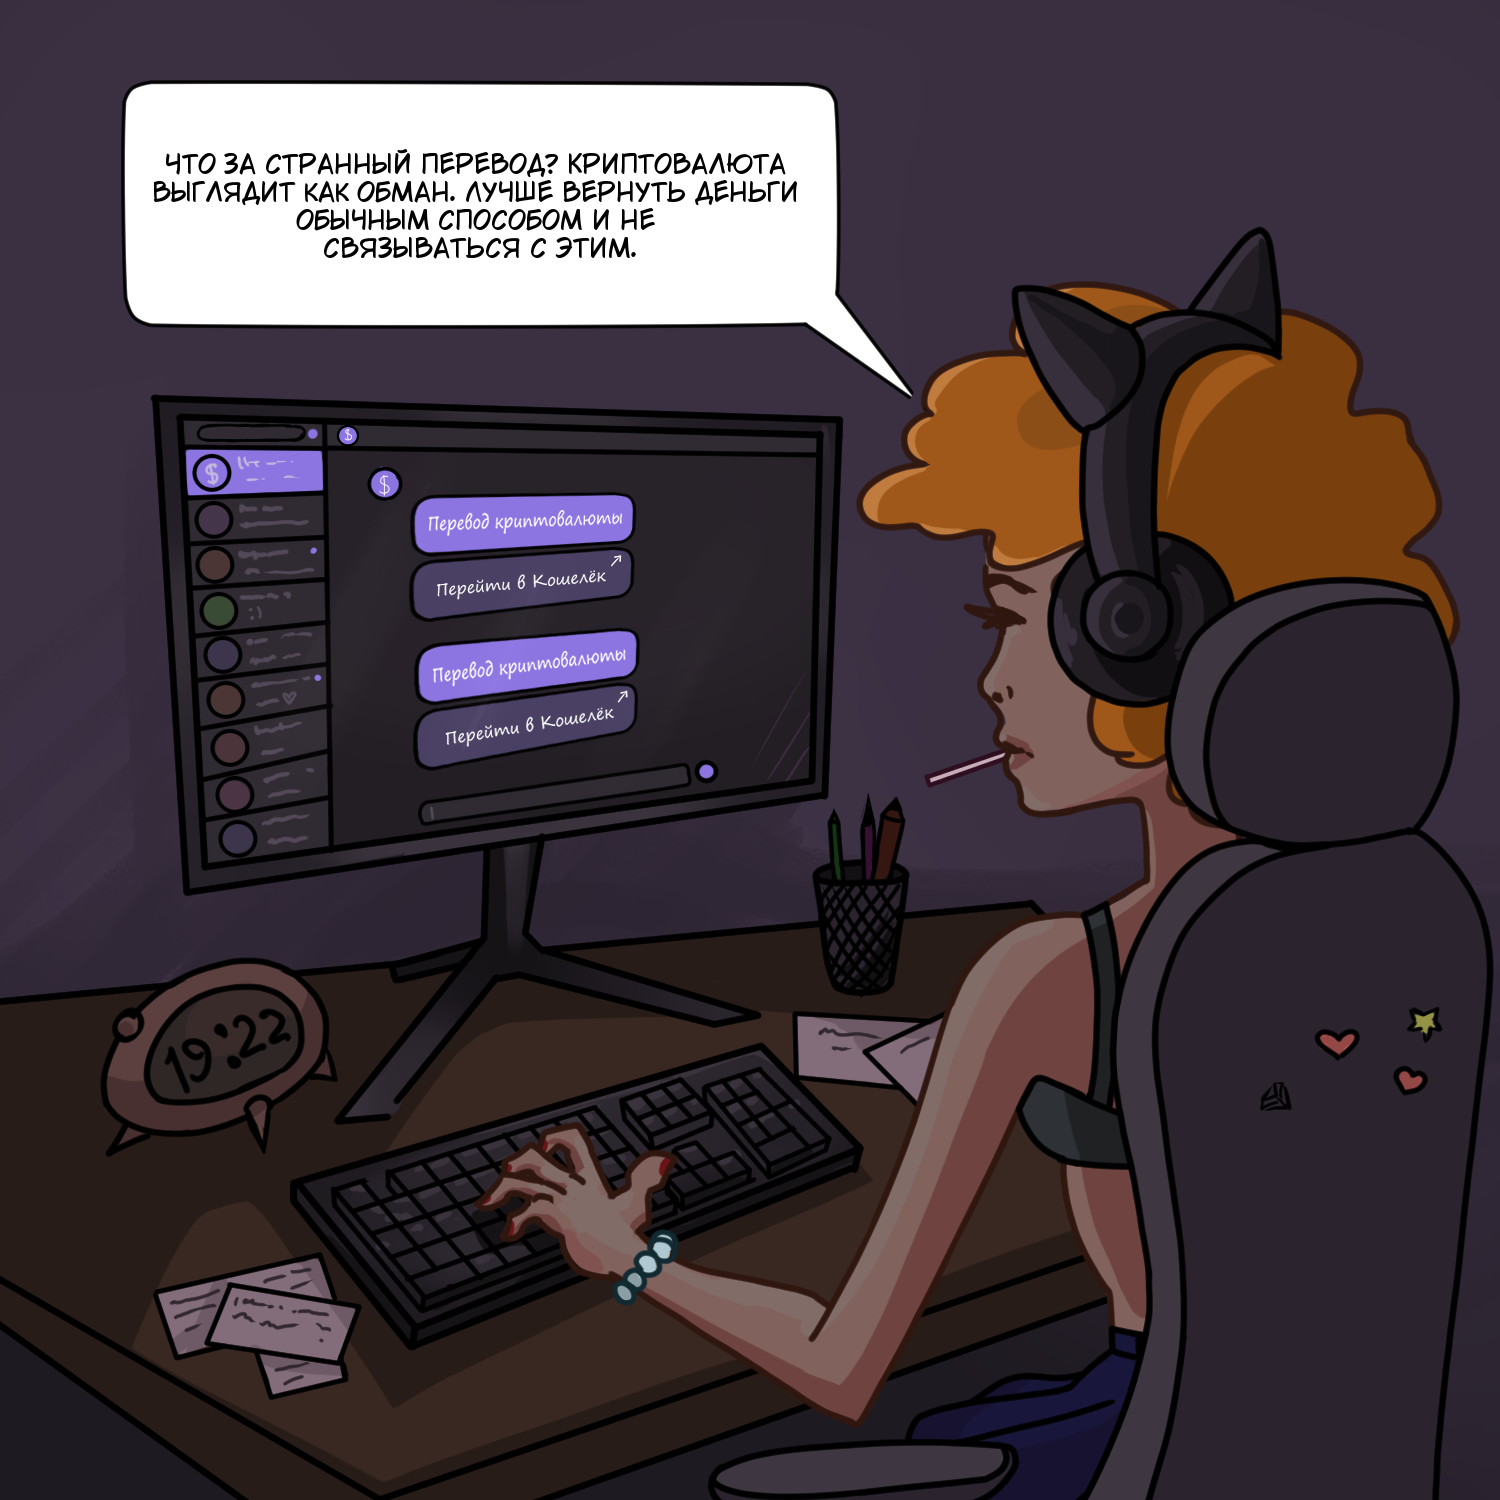 ЧТО ЗА СТРАННЫЙ ПЕРЕВОД? КРИПТОВАЛЮТА
ВЫГЛЯДИТ КАК ОБМАН. ЛУЧШЕ ВЕРНУТЬ ДЕНЬГИ
ОБЫЧНЫМ СПОСОБОМ И НЕ
СВЯЗЫВАТЬСЯ С ЭТИМ.
$
$
$
Перевод криптовалюты
Перейти в Кошелёк
:)
Перевод криптовалюты
Перейти в Кошелёк
19:22